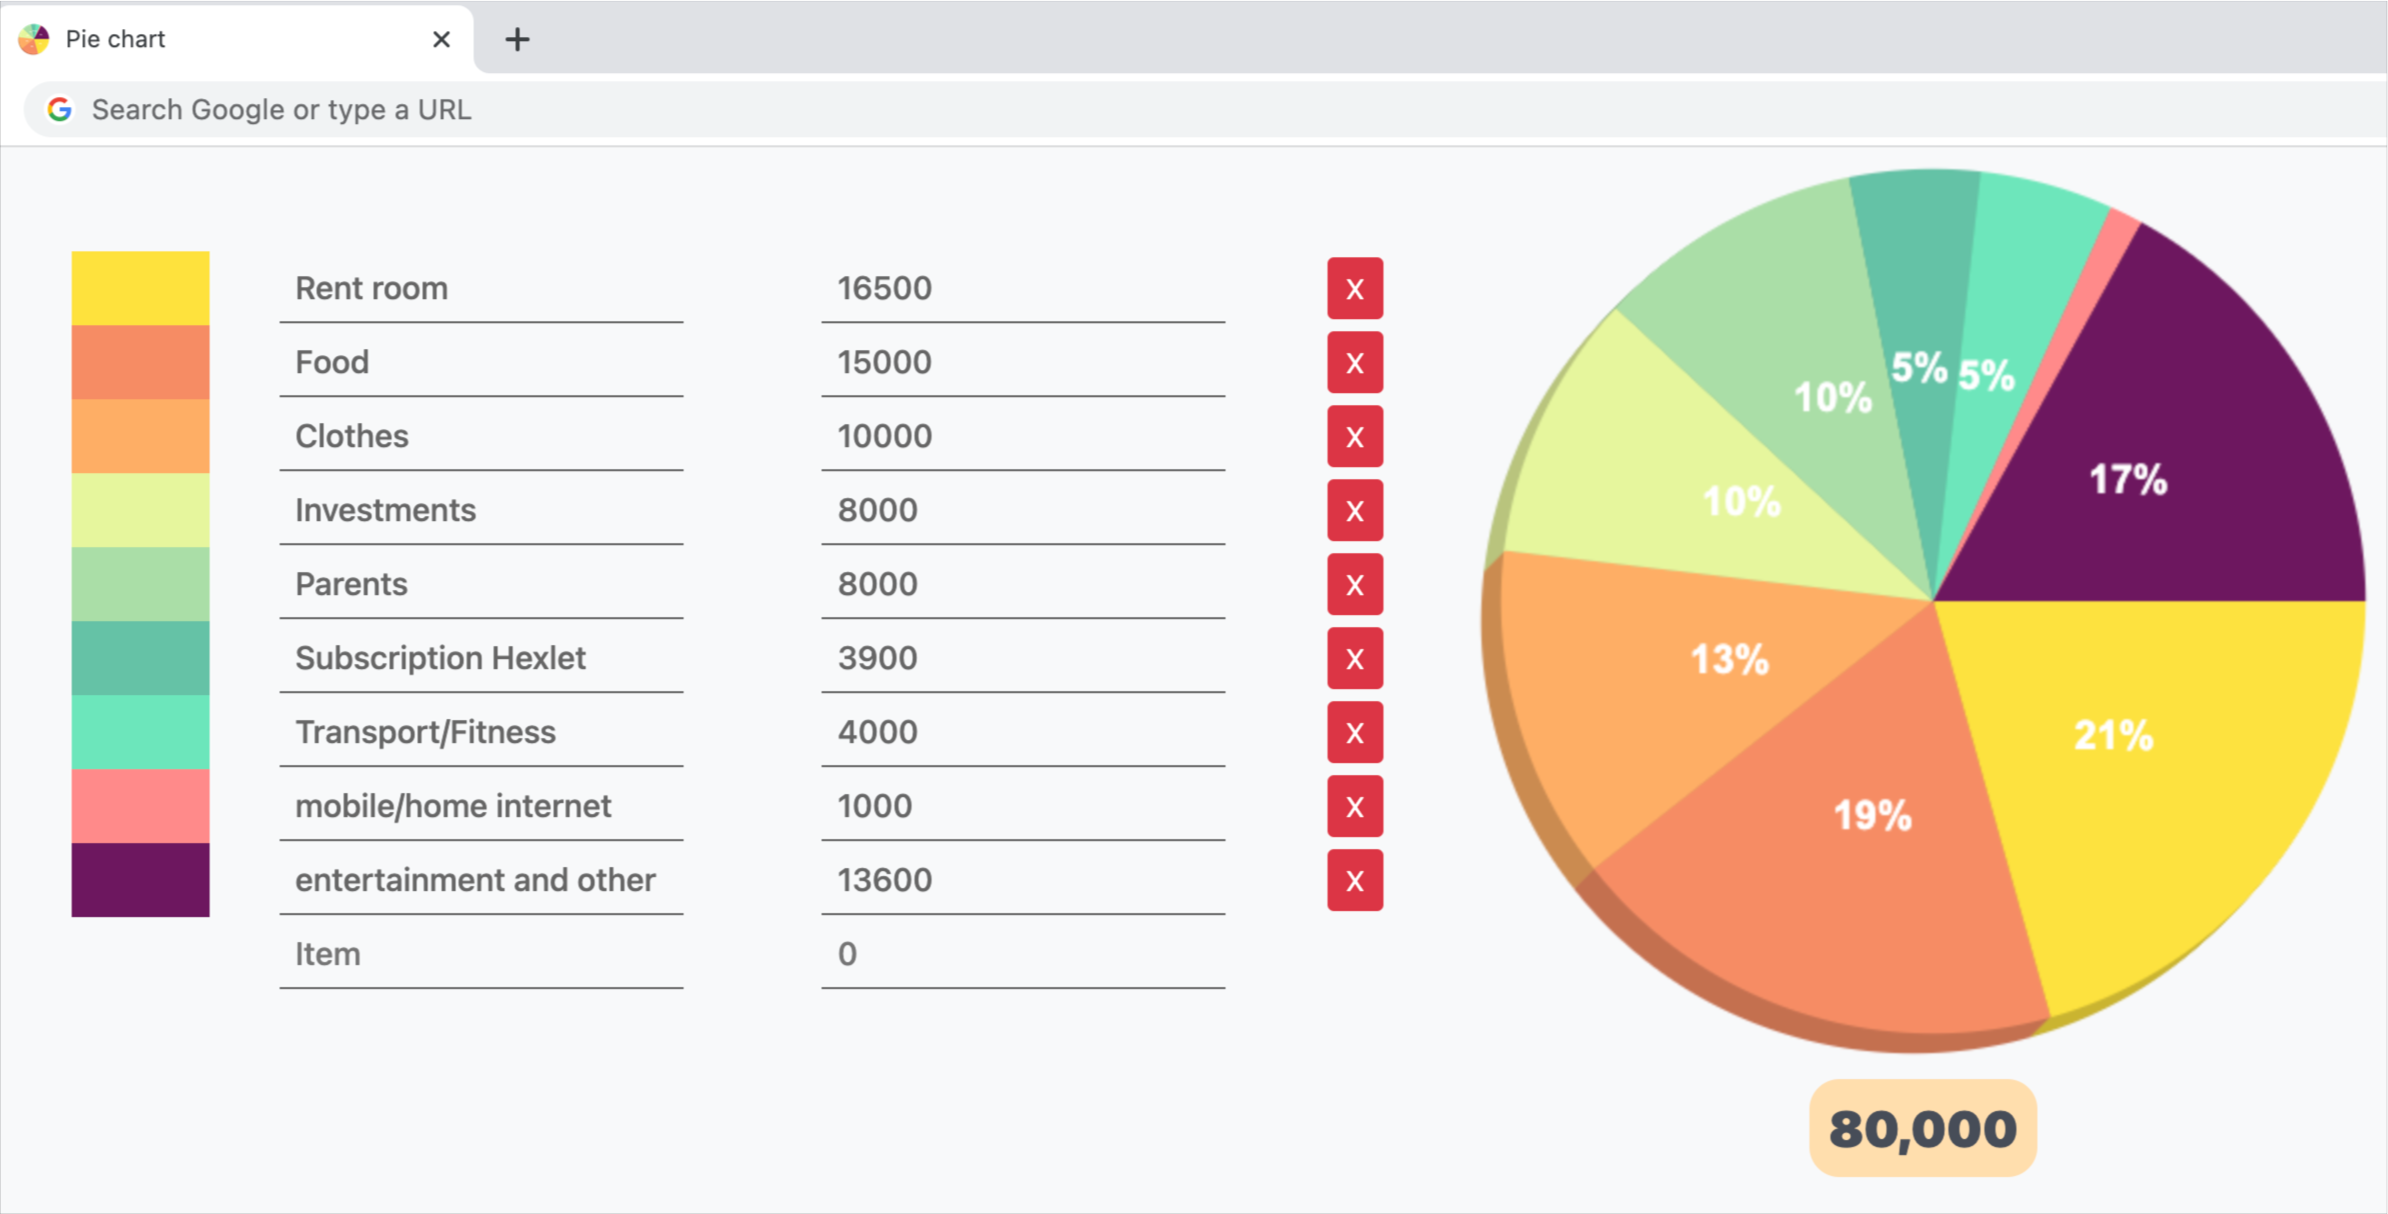 Pie chart
Search Google or type a URL
Rent room 16500 X
Food 15000 X
Clothes 10000 X
Investments 8000 X
Parents 8000 X
Subscription Hexlet 3900 X
Transport/Fitness 4000 X
mobile/home internet 1000 X
entertainment and other 13600 X
Item 0
5% 5%
10%
17%
10%
13%
21%
19%
80,000